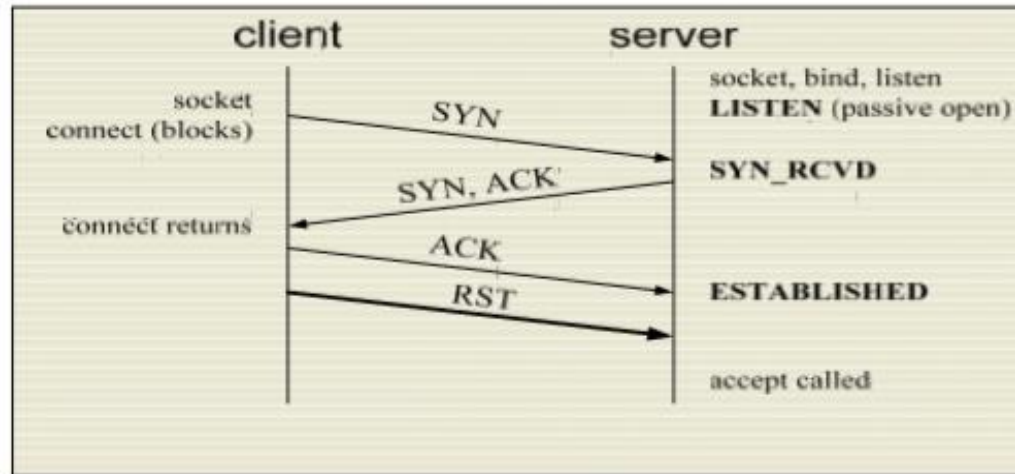 client
server
socket
connect (blocks)
socket, bind, listen
LISTEN (passive open)
SYN
SYN_RCVD
SYN, ACK
connect returns
ACK
RST
ESTABLISHED
accept called